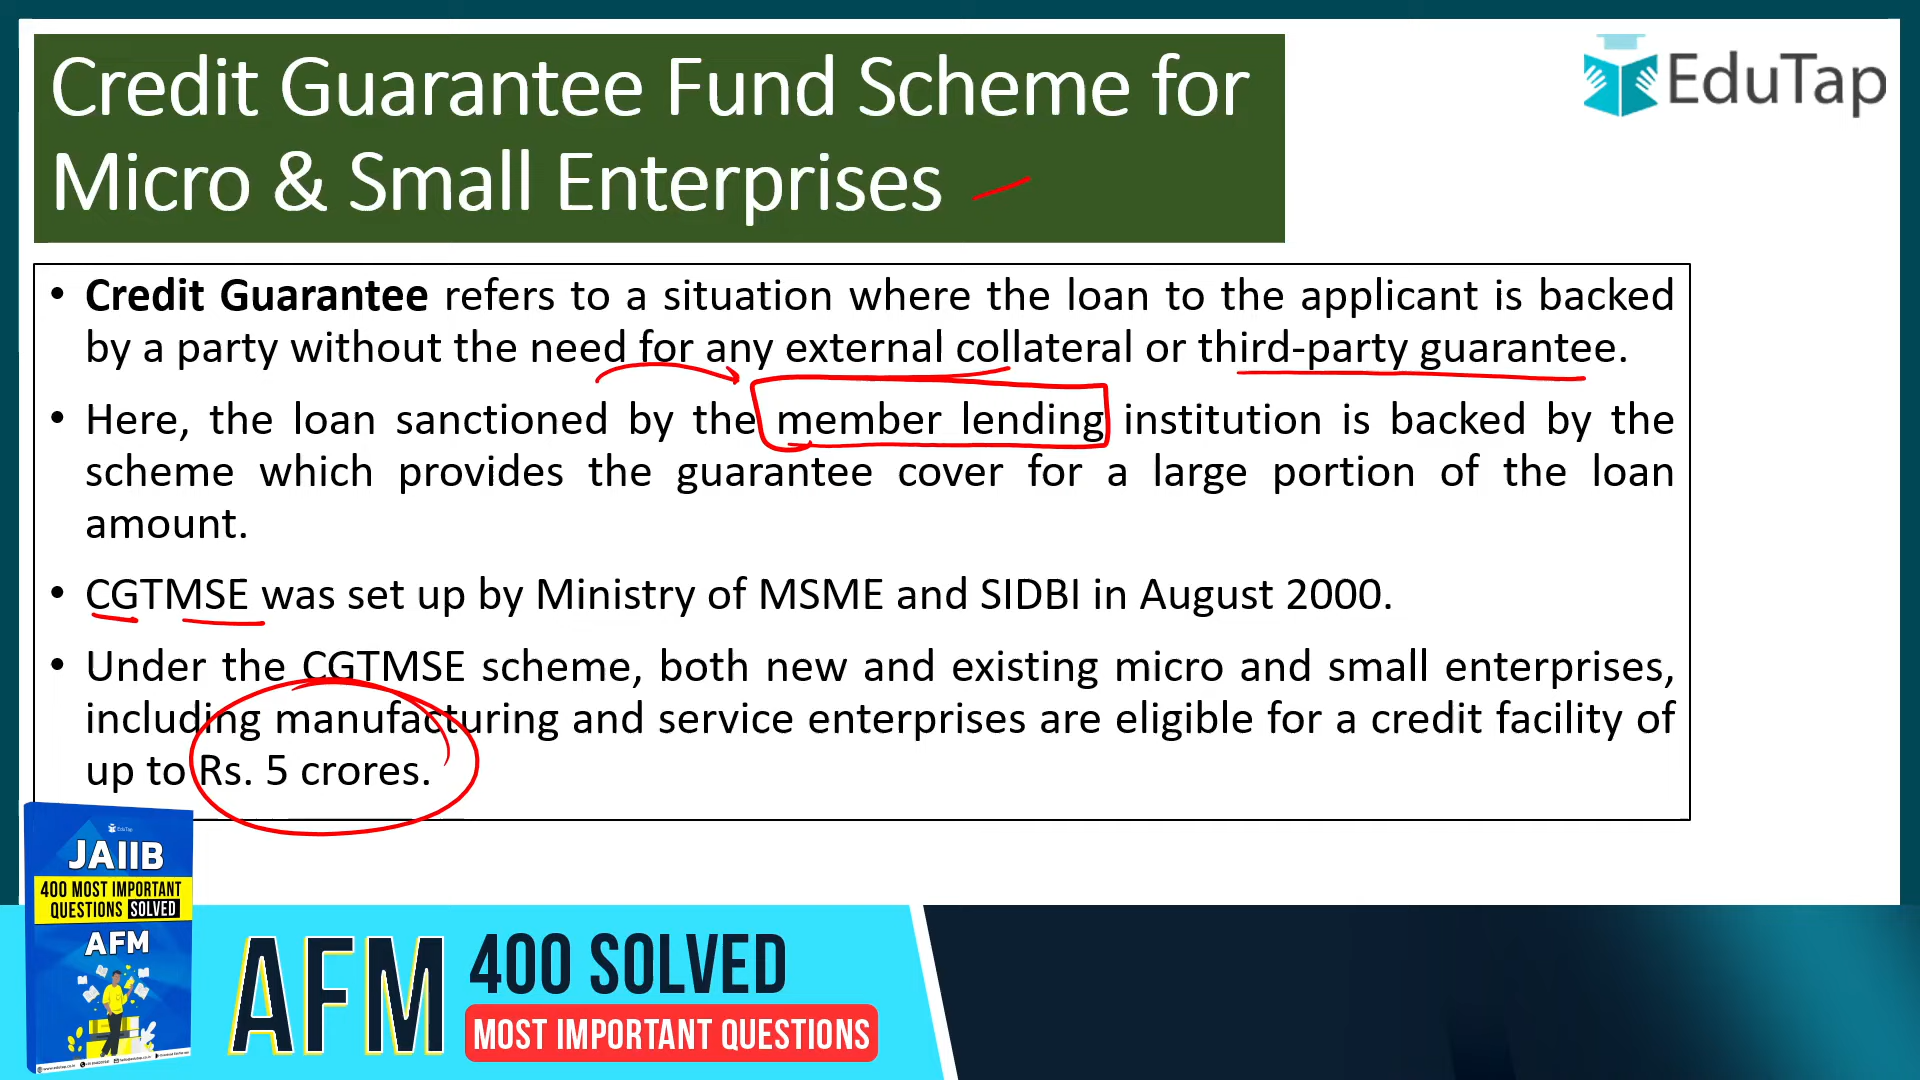 Credit Guarantee Fund Scheme for
Micro & Small Enterprises
EduTap
• Credit Guarantee refers to a situation where the loan to the applicant is backed
by a party without the need for any external collateral or third-party guarantee.
• Here, the loan sanctioned by the member lending institution is backed by the
scheme which provides the guarantee cover for a large portion of the loan
amount.
• CGTMSE was set up by Ministry of MSME and SIDBI in August 2000.
• Under the CGTMSE scheme, both new and existing micro and small enterprises,
including manufacturing and service enterprises are eligible for a credit facility of
up to Rs. 5 crores.
EduTap
JAIIB
400 MOST IMPORTANT
QUESTIONS SOLVED
AFM
AFM
400 SOLVED
MOST IMPORTANT QUESTIONS